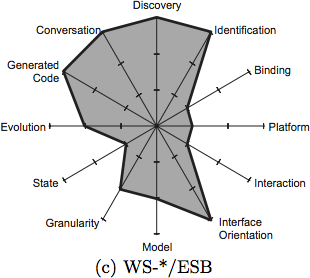 Discovery
Conversation
Identification
Generated
Code
Binding
Evolution
Platform
State
Interaction
Granularity
Interface
Orientation
Model
(c) WS-*/ESB